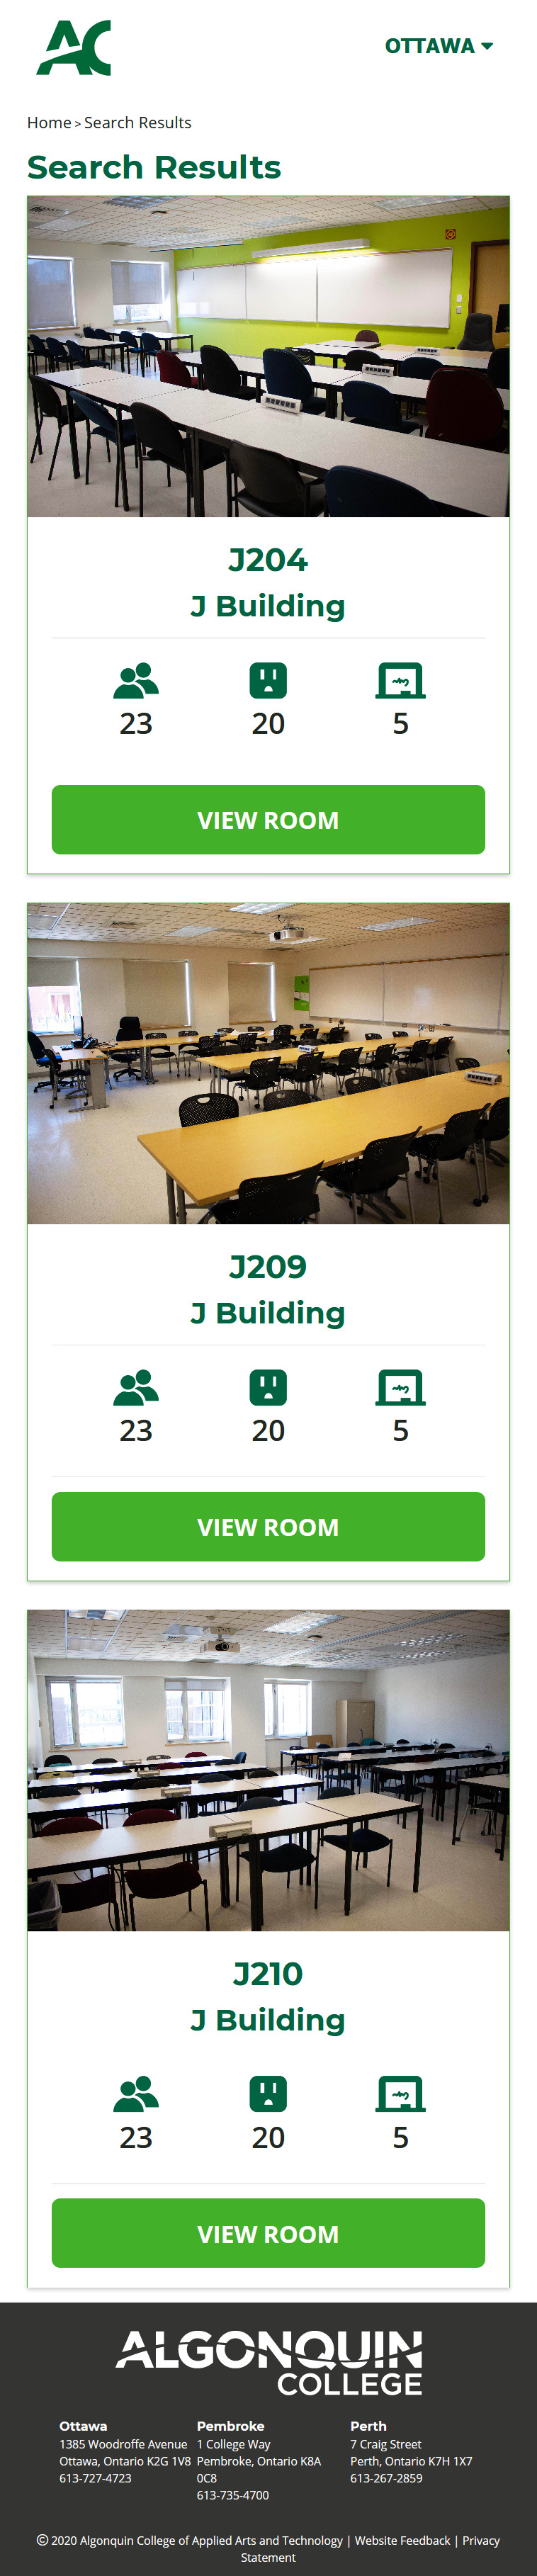 AC
OTTAWA
Home > Search Results
Search Results
J204
J Building
23 20 5
VIEW ROOM
J209
J Building
23 20 5
VIEW ROOM
J210
J Building
23 20 5
VIEW ROOM
ALGONQUIN
COLLEGE
Ottawa Pembroke Perth
1385 Woodroffe Avenue 1 College Way 7 Craig Street
Ottawa, Ontario K2G 1V8 Pembroke, Ontario K8A Perth, Ontario K7H 1X7
613-727-4723 0C8 613-267-2859
613-735-4700
© 2020 Algonquin College of Applied Arts and Technology | Website Feedback | Privacy
Statement